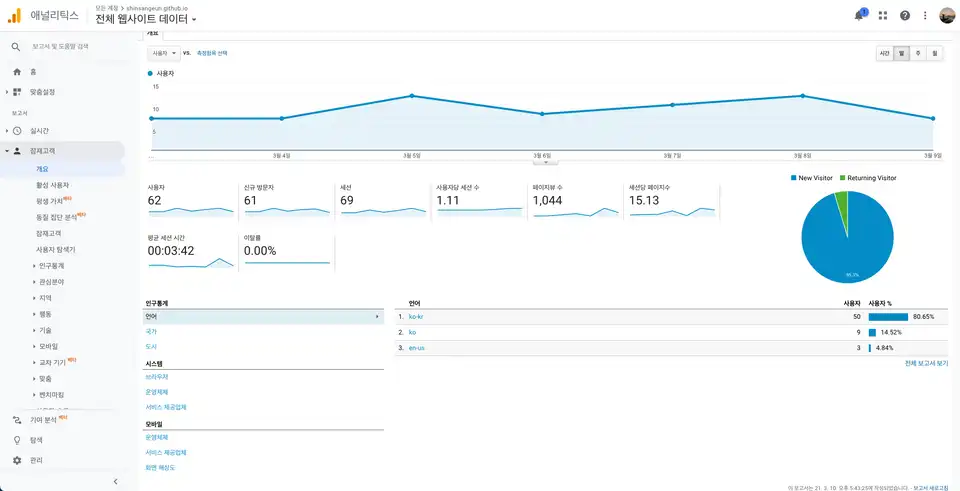 애널리틱스
모든 계정 > shinsangeun.github.io
전체 웹사이트 데이터
1
보고서 및 도움말 검색
홈
맞춤설정
보고서
실시간
잠재고객
개요
활성 사용자
평생 가치 베타
동질 집단 분석 베타
잠재고객
사용자 탐색기
인구통계
관심분야
지역
행동
기술
모바일
교차 기기 베타
맞춤
벤치마킹
기여 분석 베타
탐색
관리
개요
사용자 vs. 측정항목 선택
시간 일 주 월
사용자
15
10
5
... 3월 4일 3월 5일 3월 6일 3월 7일 3월 8일 3월 9일
사용자
62
신규 방문자
61
세션
69
사용자당 세션 수
1.11
페이지뷰 수
1,044
세션당 페이지수
15.13
평균 세션 시간
00:03:42
이탈률
0.00%
New Visitor Returning Visitor
95.3%
인구통계
언어
국가
도시
시스템
브라우저
운영체제
서비스 제공업체
모바일
운영체제
서비스 제공업체
화면 해상도
언어 사용자 사용자 %
1. ko-kr 50 80.65%
2. ko 9 14.52%
3. en-us 3 4.84%
전체 보고서 보기
이 보고서는 21. 3. 10. 오후 5:43:25에 작성되었습니다. - 보고서 새로고침